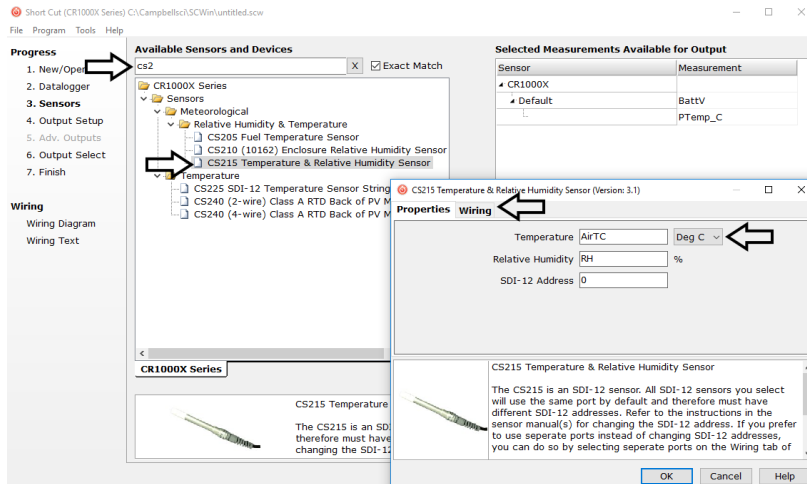 Short Cut (CR1000X Series) C:\Campbellsci\SCWin\untitled.scw
File Program Tools Help
Progress
1. New/Open
2. Datalogger
3. Sensors
4. Output Setup
5. Adv. Outputs
6. Output Select
7. Finish
Wiring
Wiring Diagram
Wiring Text
Available Sensors and Devices
cs2 X Exact Match
CR1000X Series
Sensors
Meteorological
Relative Humidity & Temperature
CS205 Fuel Temperature Sensor
CS210 (10162) Enclosure Relative Humidity Sensor
CS215 Temperature & Relative Humidity Sensor
Temperature
CS225 SDI-12 Temperature Sensor String
CS240 (2-wire) Class A RTD Back of PV M
CS240 (4-wire) Class A RTD Back of PV M
CR1000X Series
CS215 Temperature
The CS215 is an SD
therefore must have
changing the SDI-12
Selected Measurements Available for Output
Sensor Measurement
CR1000X
Default BattV
PTemp_C
CS215 Temperature & Relative Humidity Sensor (Version: 3.1)
Properties Wiring
Temperature AirTC Deg C
Relative Humidity RH %
SDI-12 Address 0
CS215 Temperature & Relative Humidity Sensor
The CS215 is an SDI-12 sensor. All SDI-12 sensors you select
will use the same port by default and therefore must have
different SDI-12 addresses. Refer to the instructions in the
sensor manual(s) for changing the SDI-12 address. If you prefer
to use seperate ports instead of changing SDI-12 addresses,
you can do so by selecting seperate ports on the Wiring tab of
OK Cancel Help